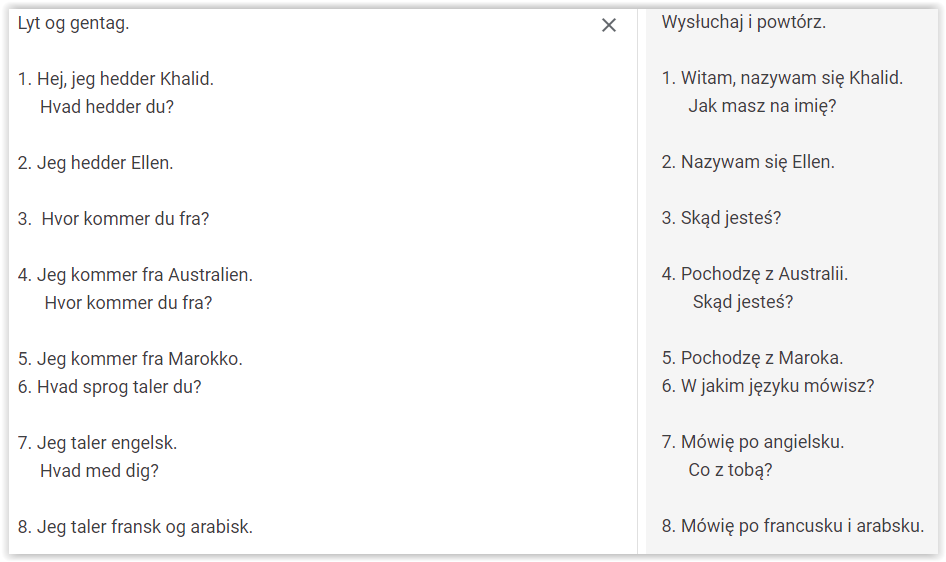 Lyt og gentag.
1. Hej, jeg hedder Khalid.
Hvad hedder du?
2. Jeg hedder Ellen.
3. Hvor kommer du fra?
4. Jeg kommer fra Australien.
Hvor kommer du fra?
5. Jeg kommer fra Marokko.
6. Hvad sprog taler du?
7. Jeg taler engelsk.
Hvad med dig?
8. Jeg taler fransk og arabisk.
Wysłuchaj i powtórz.
1. Witam, nazywam się Khalid.
Jak masz na imię?
2. Nazywam się Ellen.
3. Skąd jesteś?
4. Pochodzę z Australii.
Skąd jesteś?
5. Pochodzę z Maroka.
6. W jakim języku mówisz?
7. Mówię po angielsku.
Co z tobą?
8. Mówię po francusku i arabsku.